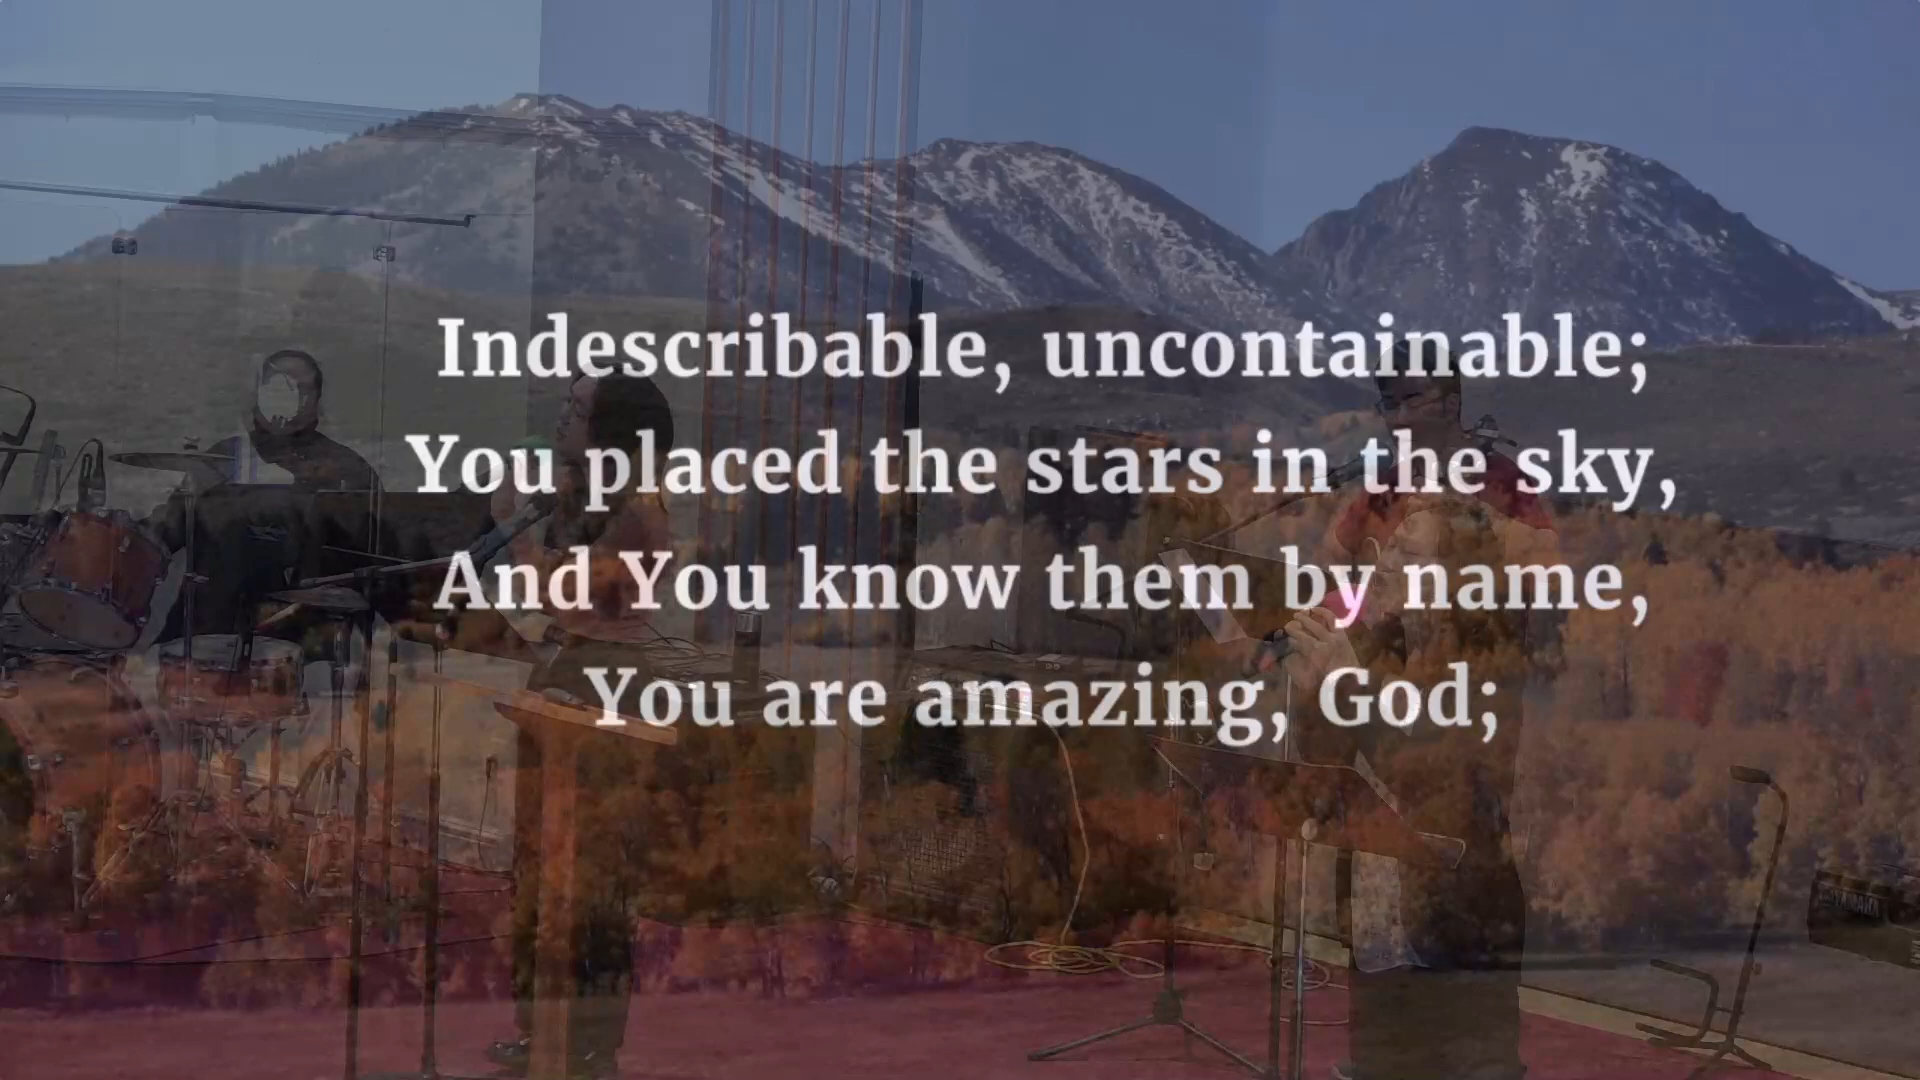 Indescribable, uncontainable;
You placed the stars in the sky,
And You know them by name,
You are amazing, God;